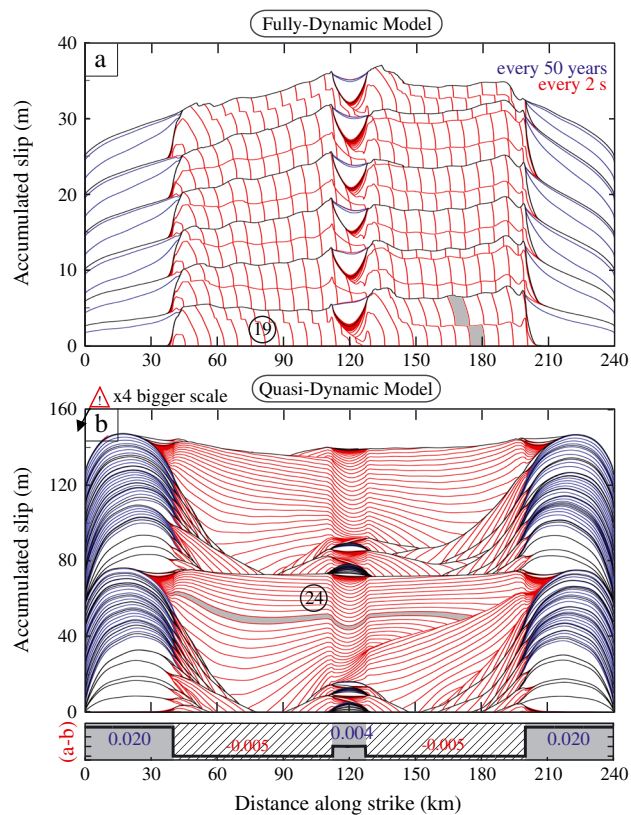 Fully-Dynamic Model
a
every 50 years
every 2 s
Accumulated slip (m)
40
30
20
10
0
19
0 30 60 90 120 150 180 210 240
! x4 bigger scale
Quasi-Dynamic Model
b
Accumulated slip (m)
160
120
80
40
0
24
(a-b)
0.020 -0.005 0.004 -0.005 0.020
0 30 60 90 120 150 180 210 240
Distance along strike (km)